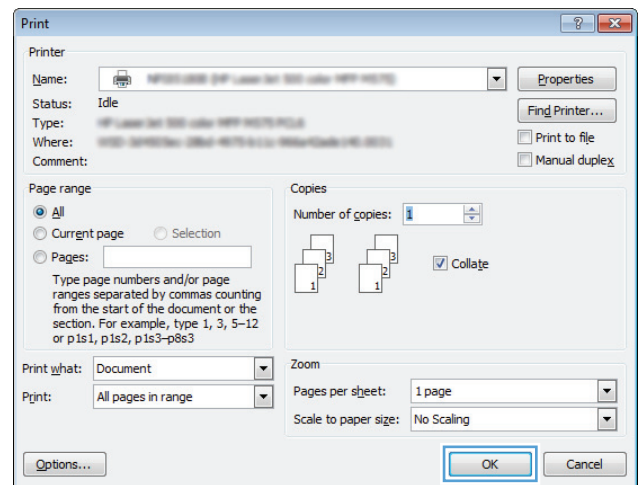 Print
Printer
Name:
Properties
Status: Idle
Find Printer...
Type:
Where:
Print to file
Comment:
Manual duplex
Page range
All
Current page Selection
Pages:
Type page numbers and/or page
ranges separated by commas counting
from the start of the document or the
section. For example, type 1, 3, 5–12
or p1s1, p1s2, p1s3–p8s3
Copies
Number of copies: 1
3 3
2 2
1 1
Collate
Print what: Document
Print: All pages in range
Zoom
Pages per sheet: 1 page
Scale to paper size: No Scaling
Options...
OK Cancel